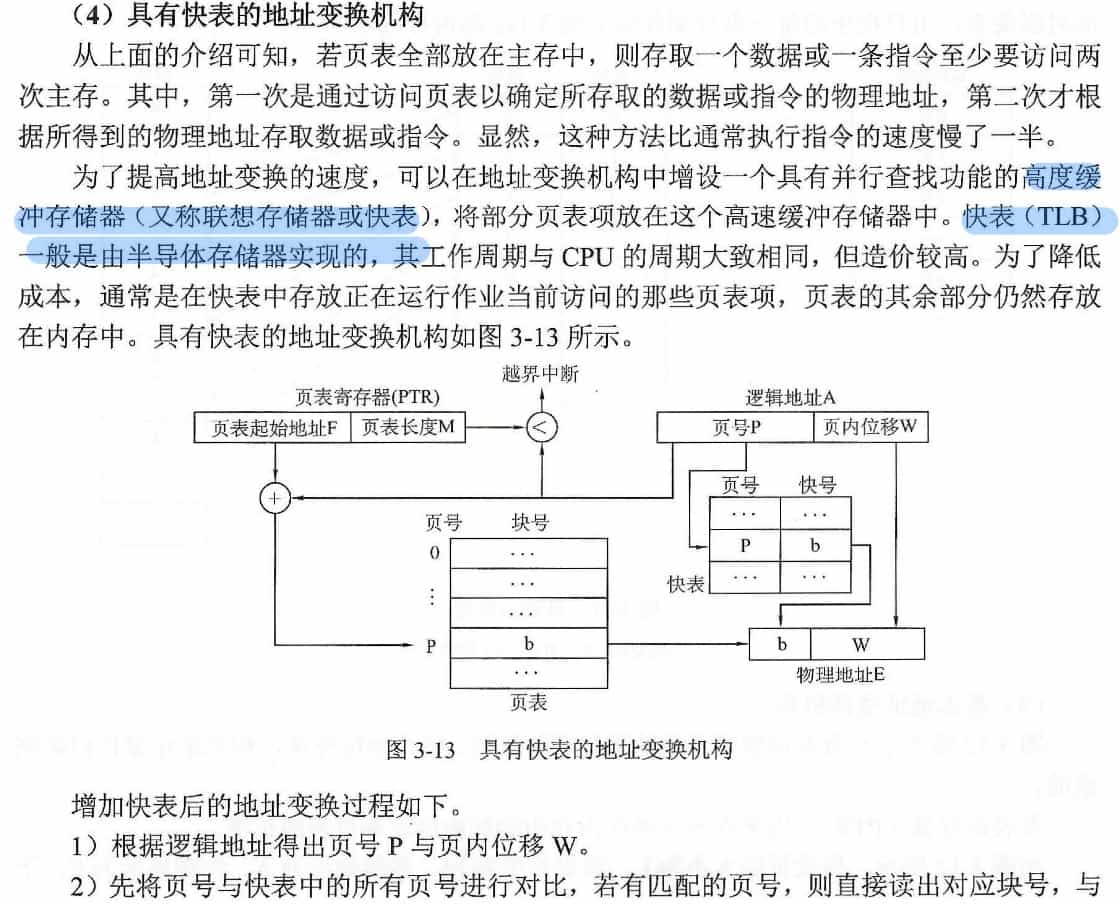 （4）具有快表的地址变换机构
从上面的介绍可知，若页表全部放在主存中，则存取一个数据或一条指令至少要访问两
次主存。其中，第一次是通过访问页表以确定所存取的数据或指令的物理地址，第二次才根
据所得到的物理地址存取数据或指令。显然，这种方法比通常执行指令的速度慢了一半。
为了提高地址变换的速度，可以在地址变换机构中增设一个具有并行查找功能的高度缓
冲存储器（又称联想存储器或快表），将部分页表项放在这个高速缓冲存储器中。快表（TLB）
一般是由半导体存储器实现的，其工作周期与 CPU 的周期大致相同，但造价较高。为了降低
成本，通常是在快表中存放正在运行作业当前访问的那些页表项，页表的其余部分仍然存放
在内存中。具有快表的地址变换机构如图 3-13 所示。
越界中断
页表寄存器(PTR)
逻辑地址A
页表起始地址F 页表长度M
<
页号P 页内位移W
+
页号 快号
... ...
P b
... ...
快表
页号 块号
0 ...
⋮ ...
...
P b
...
页表
b W
物理地址E
图 3-13 具有快表的地址变换机构
增加快表后的地址变换过程如下。
1）根据逻辑地址得出页号 P 与页内位移 W。
2）先将页号与快表中的所有页号进行对比，若有匹配的页号，则直接读出对应块号，与